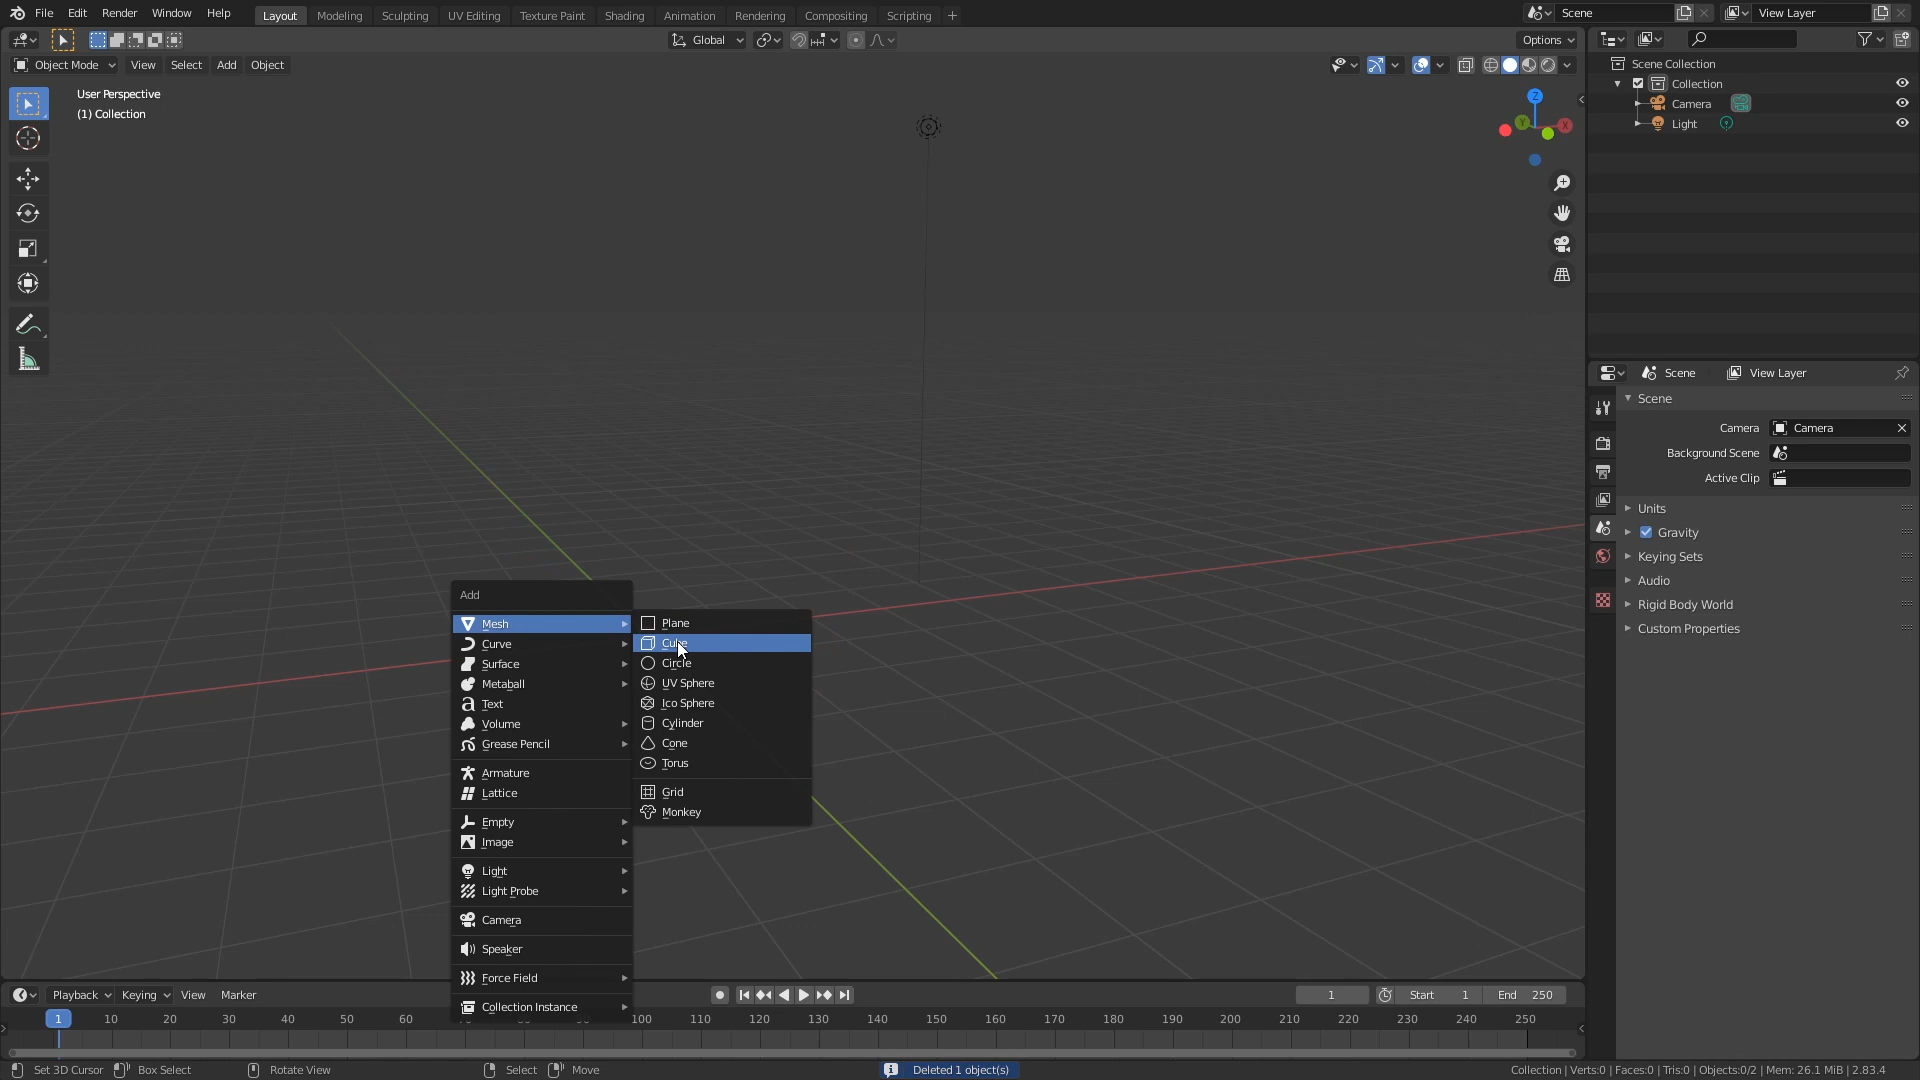 File Edit Render Window Help
Layout Modeling Sculpting UV Editing Texture Paint Shading Animation Rendering Compositing Scripting +
Scene View Layer
Global Options
Object Mode View Select Add Object
User Perspective
(1) Collection
Z
Y X
Scene Collection
Collection
Camera
Light
Scene View Layer
Scene
Camera Camera
Background Scene
Active Clip
Units
Gravity
Keying Sets
Audio
Rigid Body World
Custom Properties
Add
Mesh
Curve
Surface
Metaball
Text
Volume
Grease Pencil
Armature
Lattice
Empty
Image
Light
Light Probe
Camera
Speaker
Force Field
Collection Instance
Plane
Cube
Circle
UV Sphere
Ico Sphere
Cylinder
Cone
Torus
Grid
Monkey
Playback Keying View Marker
1 Start 1 End 250
1 10 20 30 40 50 60 100 110 120 130 140 150 160 170 180 190 200 210 220 230 240 250
Set 3D Cursor Box Select Rotate View Select Move Deleted 1 object(s) Collection | Verts:0 | Faces:0 | Tris:0 | Objects:0/2 | Mem: 26.1 MiB | 2.83.4